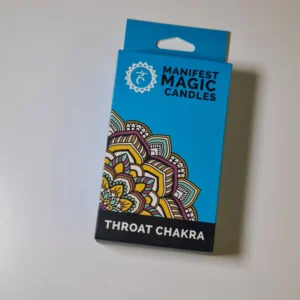 MANIFEST
MAGIC
CANDLES
THROAT CHAKRA